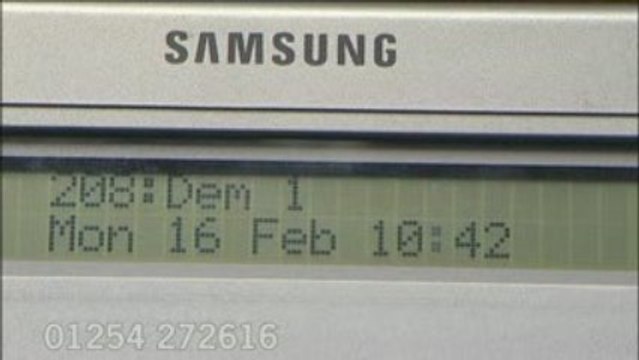 SAMSUNG
208:Dem 1
Mon 16 Feb 10:42
01254 272616